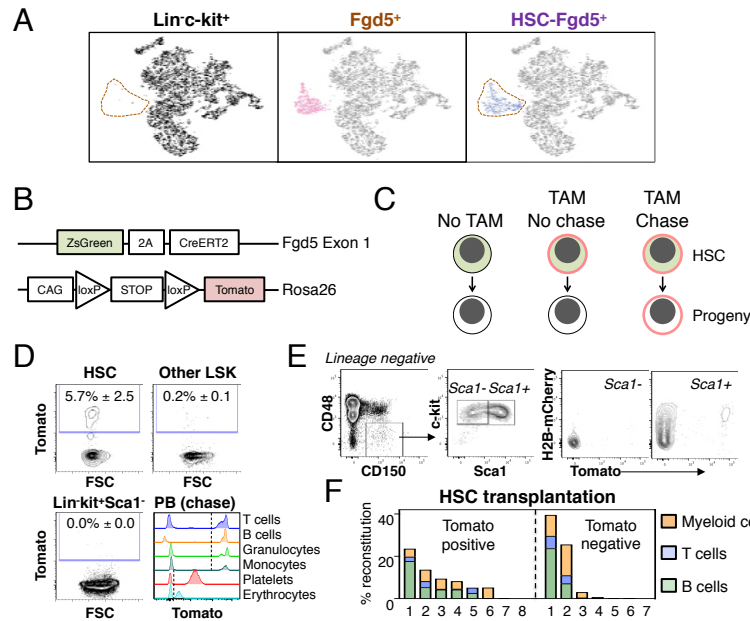 A
Lin-c-kit+
Fgd5+
HSC-Fgd5+
B
ZsGreen
2A
CreERT2
Fgd5 Exon 1
CAG
loxP
STOP
loxP
Tomato
Rosa26
C
No TAM
TAM
No chase
TAM
Chase
HSC
Progeny
D
HSC
Other LSK
5.7% ± 2.5
0.2% ± 0.1
Tomato
FSC
FSC
Lin-kit+Sca1-
PB (chase)
0.0% ± 0.0
Tomato
FSC
T cells
B cells
Granulocytes
Monocytes
Platelets
Erythrocytes
Tomato
E
Lineage negative
CD48
CD150
Sca1- Sca1+
c-kit
Sca1
H2B-mCherry
Sca1-
Sca1+
Tomato
F
HSC transplantation
% reconstitution
40
20
0
Tomato
positive
Tomato
negative
1 2 3 4 5 6 7 8
1 2 3 4 5 6 7
Myeloid ce
T cells
B cells